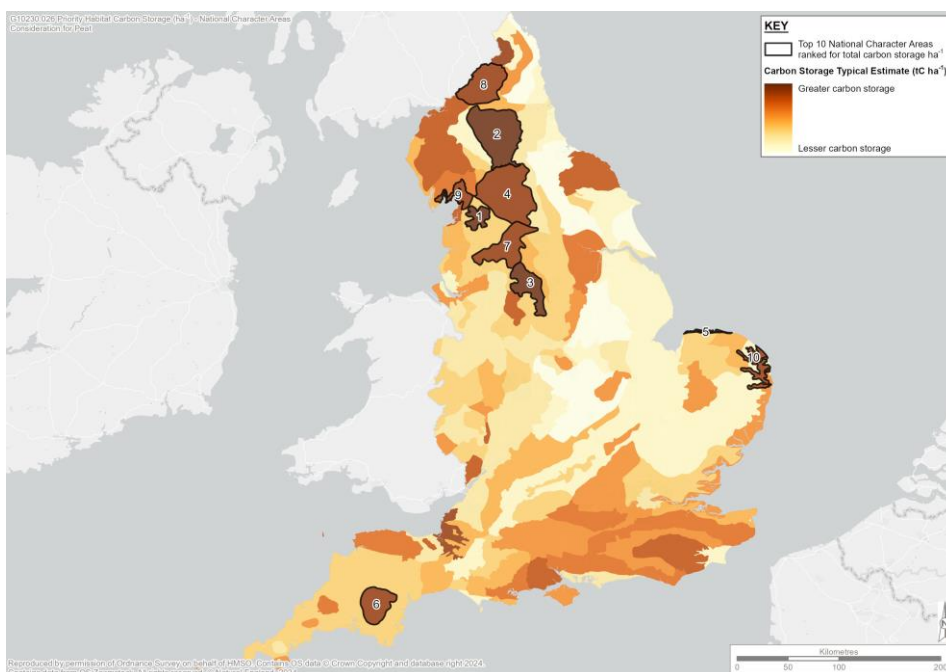 G10230.026 Priority Habitat Carbon Storage (ha⁻¹) - National Character Areas
Consideration for Peat
KEY
Top 10 National Character Areas
ranked for total carbon storage ha⁻¹
Carbon Storage Typical Estimate (tC ha⁻¹)
Greater carbon storage
Lesser carbon storage
8
2
9
4
1
7
3
5
10
6
N
Kilometres
0 50 100 200
Reproduced by permission of Ordnance Survey on behalf of HMSO. Contains OS data © Crown Copyright and database right 2024.